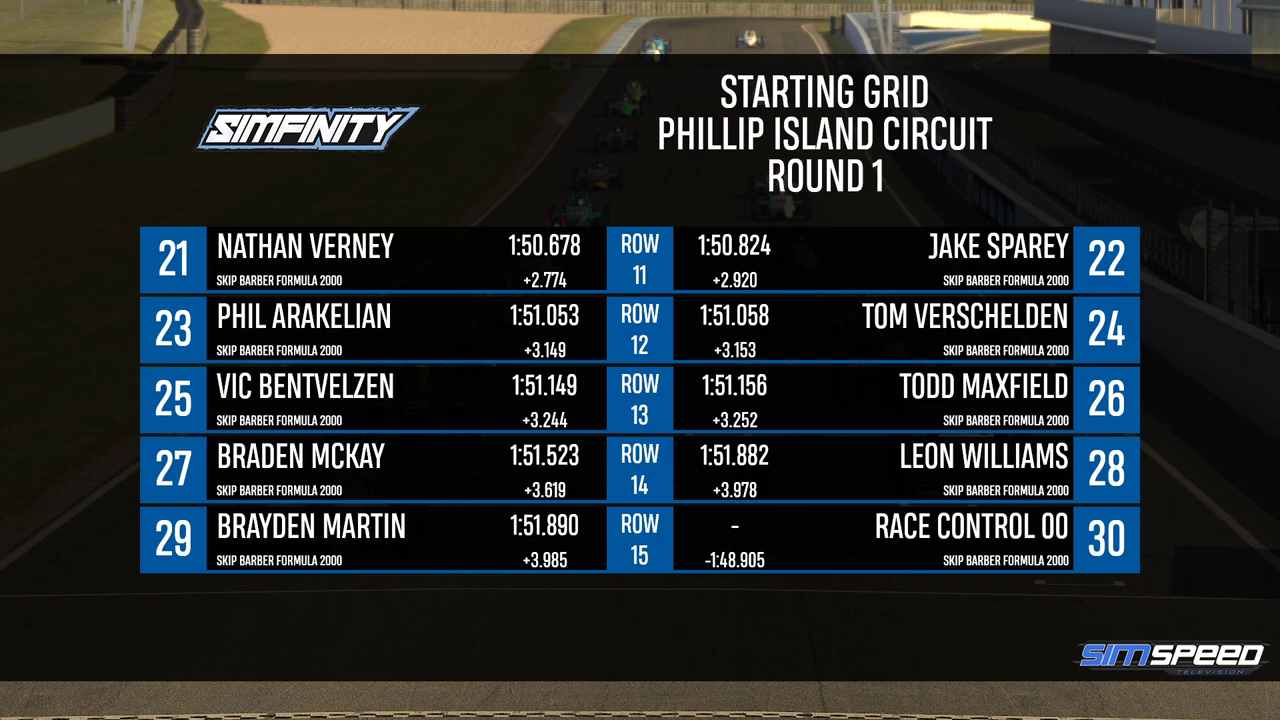 SIMFINITY
STARTING GRID
PHILLIP ISLAND CIRCUIT
ROUND 1
21 NATHAN VERNEY 1:50.678 ROW 1:50.824 JAKE SPAREY 22
SKIP BARBER FORMULA 2000 +2.774 11 +2.920 SKIP BARBER FORMULA 2000
23 PHIL ARAKELIAN 1:51.053 ROW 1:51.058 TOM VERSCHELDEN 24
SKIP BARBER FORMULA 2000 +3.149 12 +3.153 SKIP BARBER FORMULA 2000
25 VIC BENTVELZEN 1:51.149 ROW 1:51.156 TODD MAXFIELD 26
SKIP BARBER FORMULA 2000 +3.244 13 +3.252 SKIP BARBER FORMULA 2000
27 BRADEN MCKAY 1:51.523 ROW 1:51.882 LEON WILLIAMS 28
SKIP BARBER FORMULA 2000 +3.619 14 +3.978 SKIP BARBER FORMULA 2000
29 BRAYDEN MARTIN 1:51.890 ROW - RACE CONTROL 00 30
SKIP BARBER FORMULA 2000 +3.985 15 -1:48.905 SKIP BARBER FORMULA 2000
SIMSPEED
TELEVISION